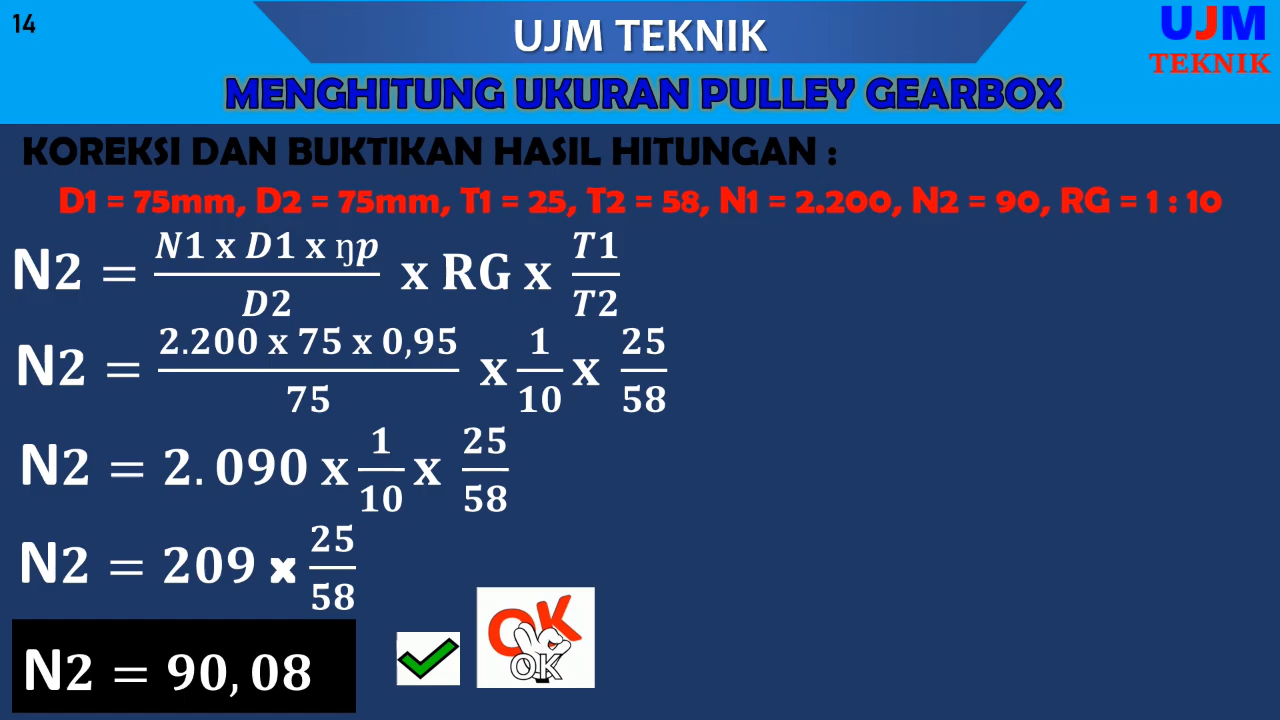 14
UJM TEKNIK
UJM
TEKNIK
MENGHITUNG UKURAN PULLEY GEARBOX
KOREKSI DAN BUKTIKAN HASIL HITUNGAN :
D1 = 75mm, D2 = 75mm, T1 = 25, T2 = 58, N1 = 2.200, N2 = 90, RG = 1 : 10
N2 = N1 x D1 x ŋp / D2 x RG x T1 / T2
N2 = 2.200 x 75 x 0,95 / 75 x 1 / 10 x 25 / 58
N2 = 2.090 x 1 / 10 x 25 / 58
N2 = 209 x 25 / 58
N2 = 90,08
OK
OK